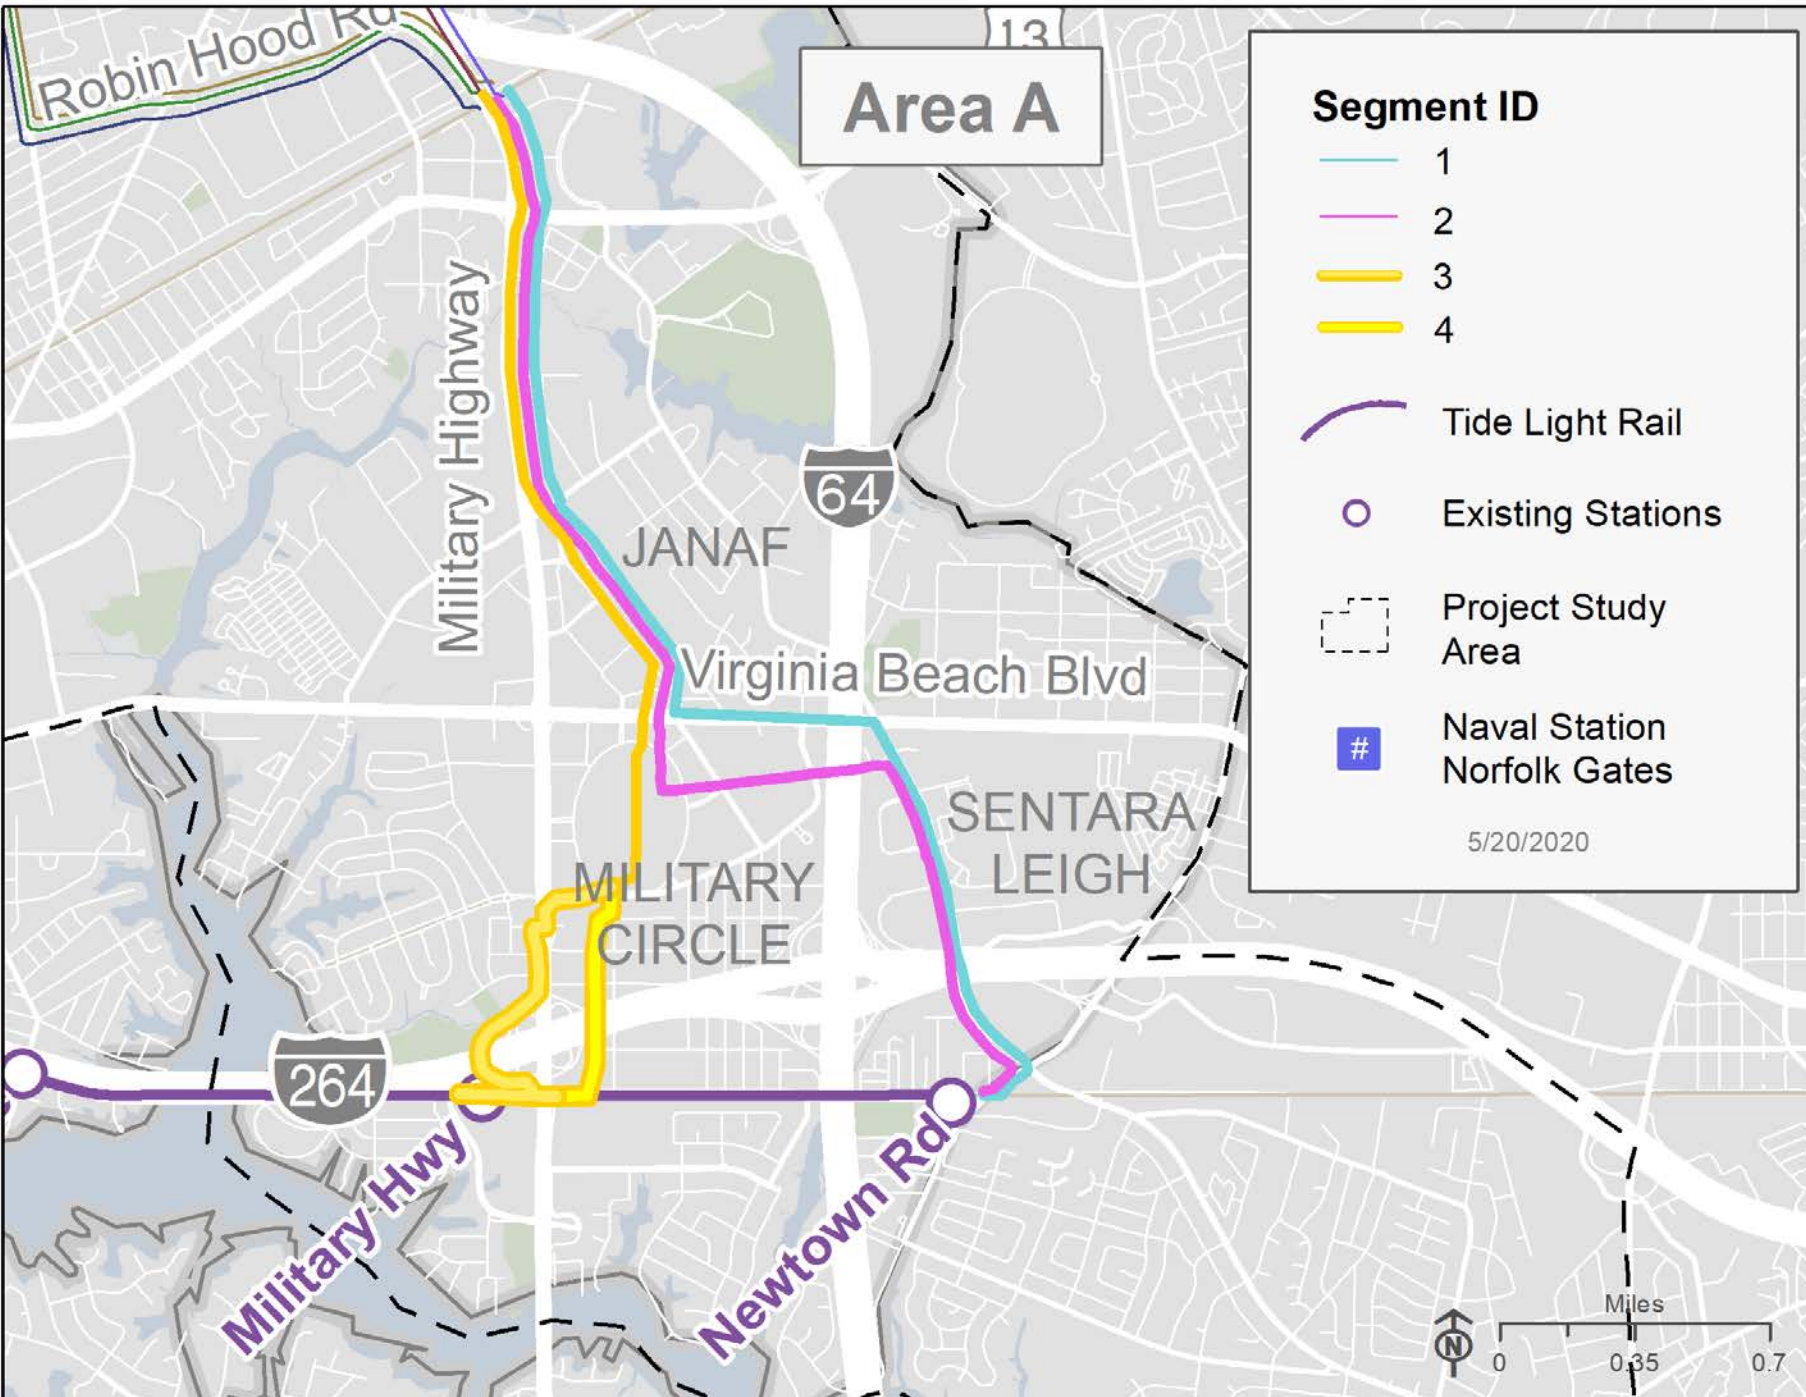 Robin Hood Rd
13
Area A
Segment ID
1
2
3
4
Tide Light Rail
Existing Stations
Project Study
Area
#
Naval Station
Norfolk Gates
5/20/2020
Military Highway
64
JANAF
Virginia Beach Blvd
SENTARA
LEIGH
MILITARY
CIRCLE
264
Military Hwy
Newtown Rd
N
Miles
0
0.35
0.7